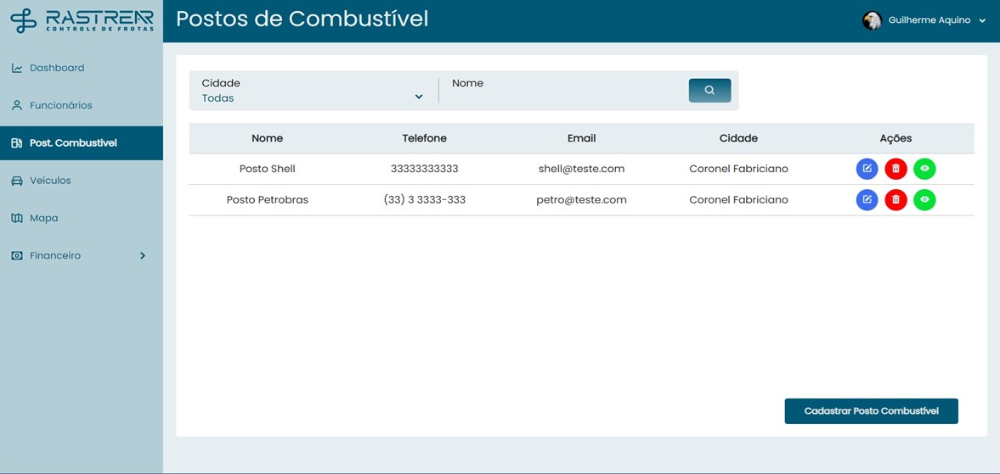 RASTREAR
CONTROLE DE FROTAS
Postos de Combustível
Guilherme Aquino
Dashboard
Funcionários
Post. Combustivel
Veículos
Mapa
Financeiro
Cidade
Todas
Nome
Nome Telefone Email Cidade Ações
Posto Shell 33333333333 shell@teste.com Coronel Fabriciano
Posto Petrobras (33) 3 3333-333 petro@teste.com Coronel Fabriciano
Cadastrar Posto Combustível